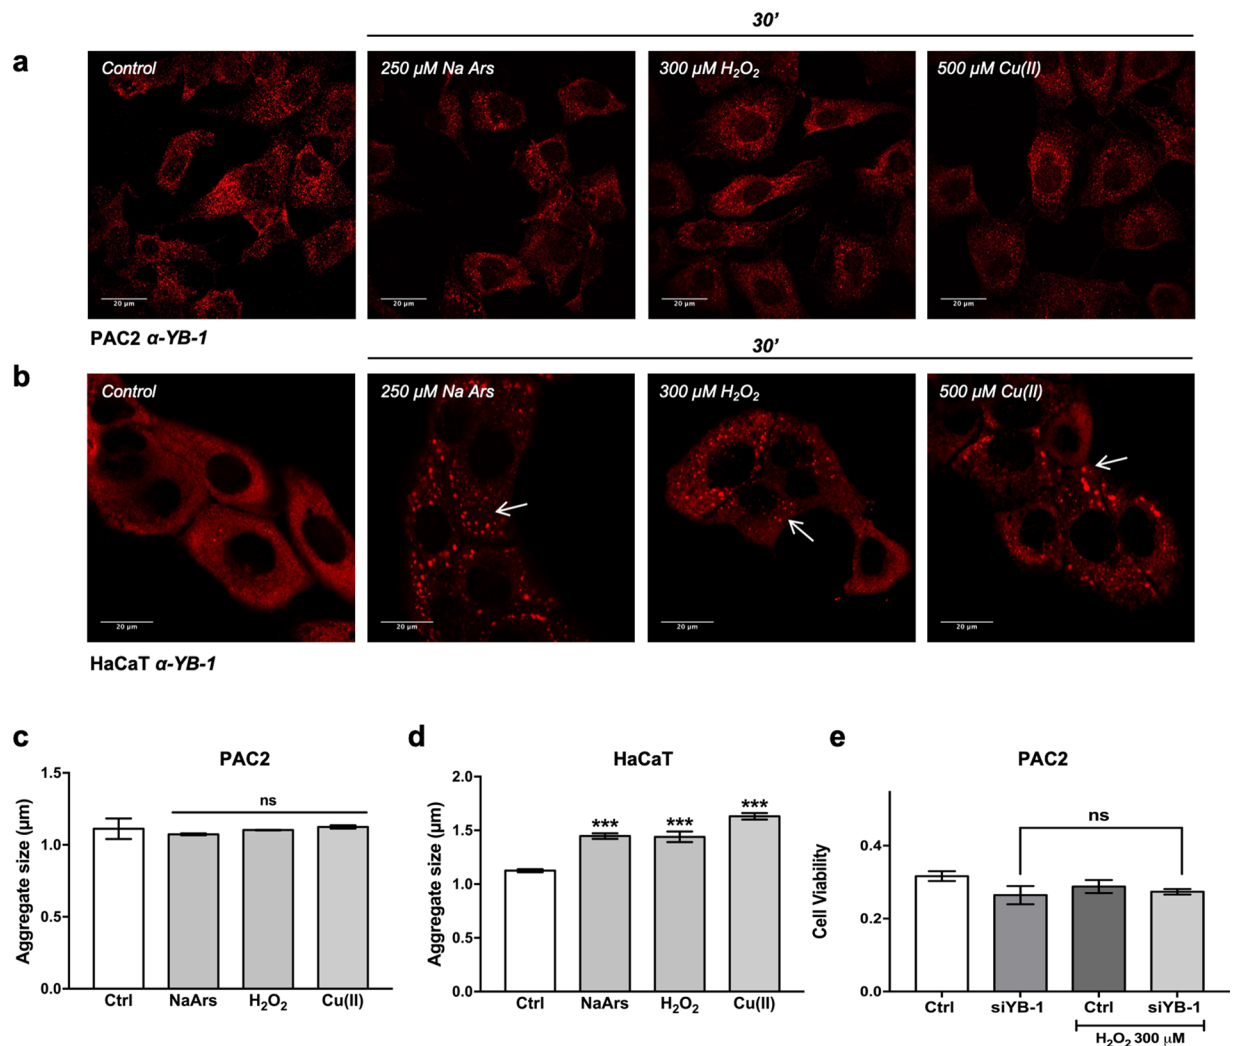 30’
a
Control
250 µM Na Ars
300 µM H₂O₂
500 µM Cu(II)
20 µm
20 µm
20 µm
20 µm
PAC2 α-YB-1
30’
b
Control
250 µM Na Ars
300 µM H₂O₂
500 µM Cu(II)
20 µm
20 µm
20 µm
20 µm
HaCaT α-YB-1
c
PAC2
Aggregate size (µm)
1.5
1.0
0.5
0.0
ns
Ctrl
NaArs
H₂O₂
Cu(II)
d
HaCaT
Aggregate size (µm)
2.0
1.5
1.0
0.5
0.0
***
***
***
Ctrl
NaArs
H₂O₂
Cu(II)
e
PAC2
Cell Viability
0.4
0.2
0.0
ns
Ctrl
siYB-1
Ctrl
siYB-1
H₂O₂ 300 µM